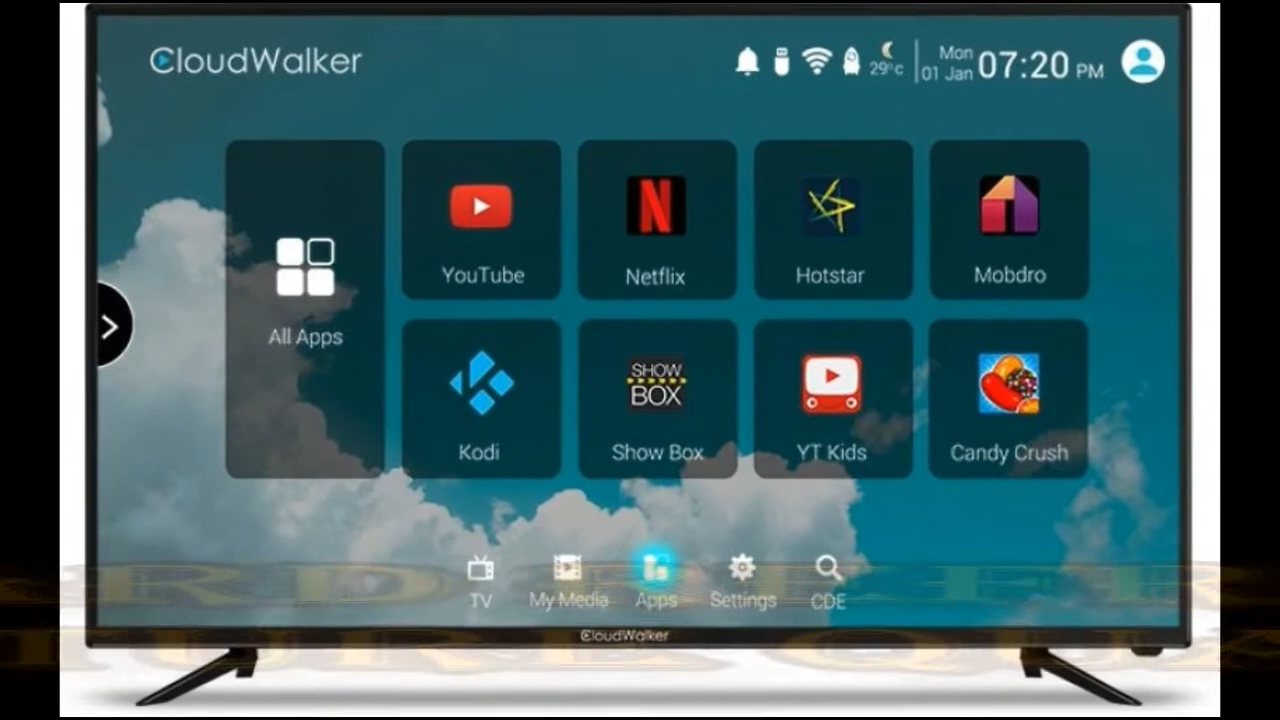 CloudWalker
29°c
Mon
01 Jan
07:20 PM
All Apps
YouTube
Netflix
Hotstar
Mobdro
SHOW
BOX
Kodi
Show Box
YT Kids
Candy Crush
TV
My Media
Apps
Settings
CDE
CloudWalker